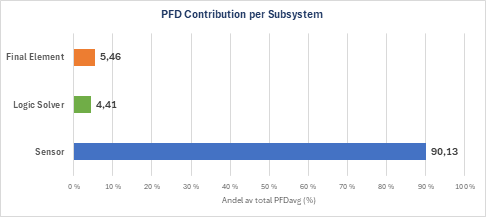 PFD Contribution per Subsystem
Final Element 5,46
Logic Solver 4,41
Sensor 90,13
0 % 10 % 20 % 30 % 40 % 50 % 60 % 70 % 80 % 90 % 100 %
Andel av total PFDavg (%)